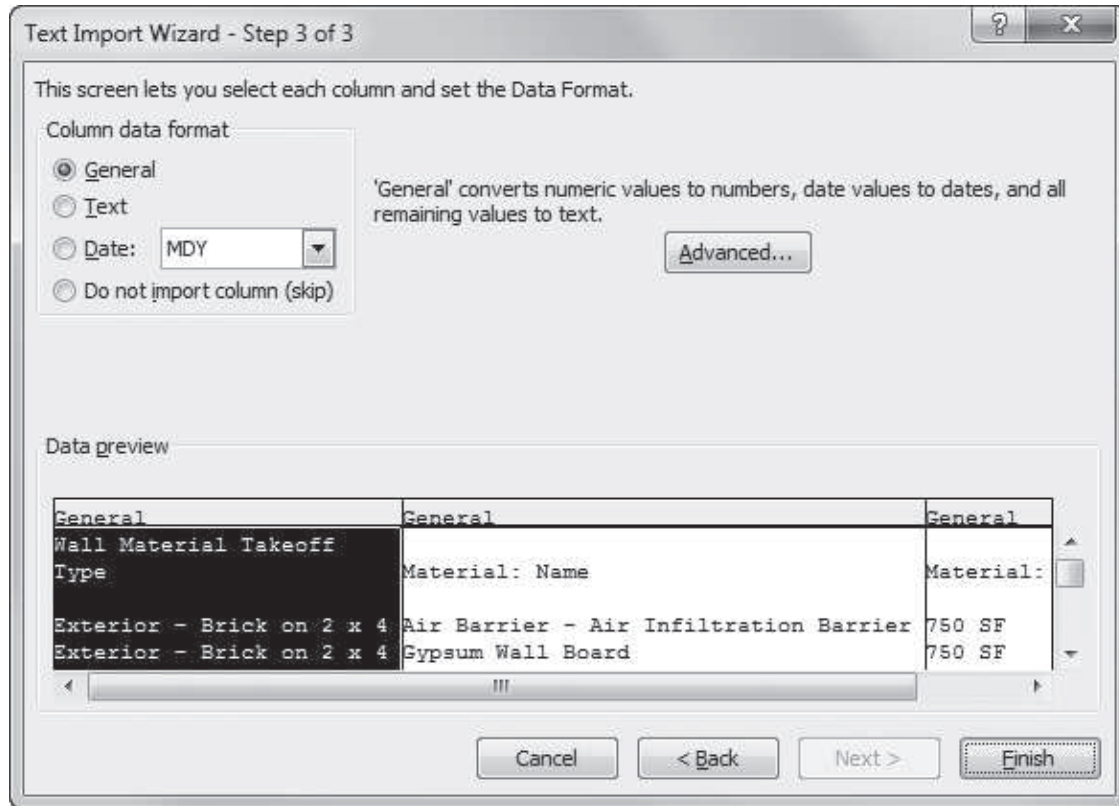 Text Import Wizard - Step 3 of 3
This screen lets you select each column and set the Data Format.
Column data format
General
Text
Date: MDY
Do not import column (skip)
'General' converts numeric values to numbers, date values to dates, and all
remaining values to text.
Advanced...
Data preview
General General General
Wall Material Takeoff
Type Material: Name Material:
Exterior - Brick on 2 x 4 Air Barrier - Air Infiltration Barrier 750 SF
Exterior - Brick on 2 x 4 Gypsum Wall Board 750 SF
Cancel < Back Next > Finish